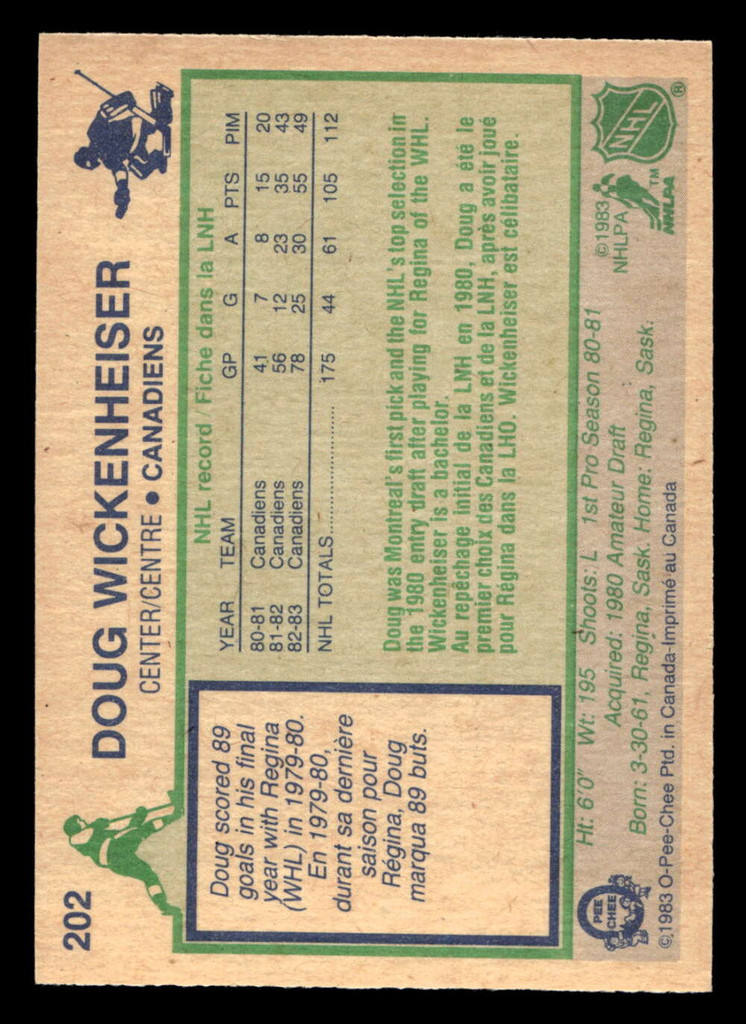 202
DOUG WICKENHEISER
CENTER/CENTRE ● CANADIENS
Doug scored 89
goals in his final
year with Regina
(WHL) in 1979-80.
En 1979-80,
durant sa dernière
saison pour
Régina, Doug
marqua 89 buts.
NHL record / Fiche dans la LNH
YEAR TEAM GP G A PTS PIM
80-81 Canadiens 41 7 8 15 20
81-82 Canadiens 56 12 23 35 43
82-83 Canadiens 78 25 30 55 49
NHL TOTALS.................... 175 44 61 105 112
Doug was Montreal's first pick and the NHL's top selection in
the 1980 entry draft after playing for Regina of the WHL.
Wickenheiser is a bachelor.
Au repêchage initial de la LNH en 1980, Doug a été le
premier choix des Canadiens et de la LNH, après avoir joué
pour Régina dans la LHO. Wickenheiser est célibataire.
Ht: 6'0" Wt: 195 Shoots: L 1st Pro Season 80-81
Acquired: 1980 Amateur Draft
Born: 3-30-61, Regina, Sask. Home: Regina, Sask.
PEE
CHEE
©1983 O-Pee-Chee Ptd. in Canada-Imprimé au Canada
©1983
NHLPA
NHL
®
TM
NHLPA